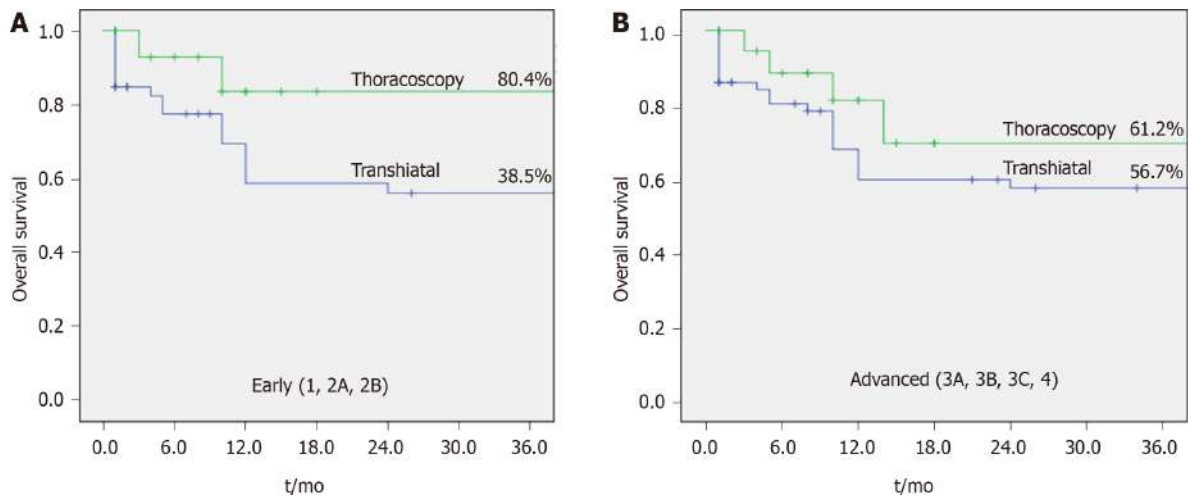 A
Overall survival
1.0
0.8
0.6
0.4
0.2
0.0
Thoracoscopy 80.4%
Transhiatal 38.5%
Early (1, 2A, 2B)
0.0 6.0 12.0 18.0 24.0 30.0 36.0
t/mo
B
Overall survival
1.0
0.8
0.6
0.4
0.2
0.0
Thoracoscopy 61.2%
Transhiatal 56.7%
Advanced (3A, 3B, 3C, 4)
0.0 6.0 12.0 18.0 24.0 30.0 36.0
t/mo